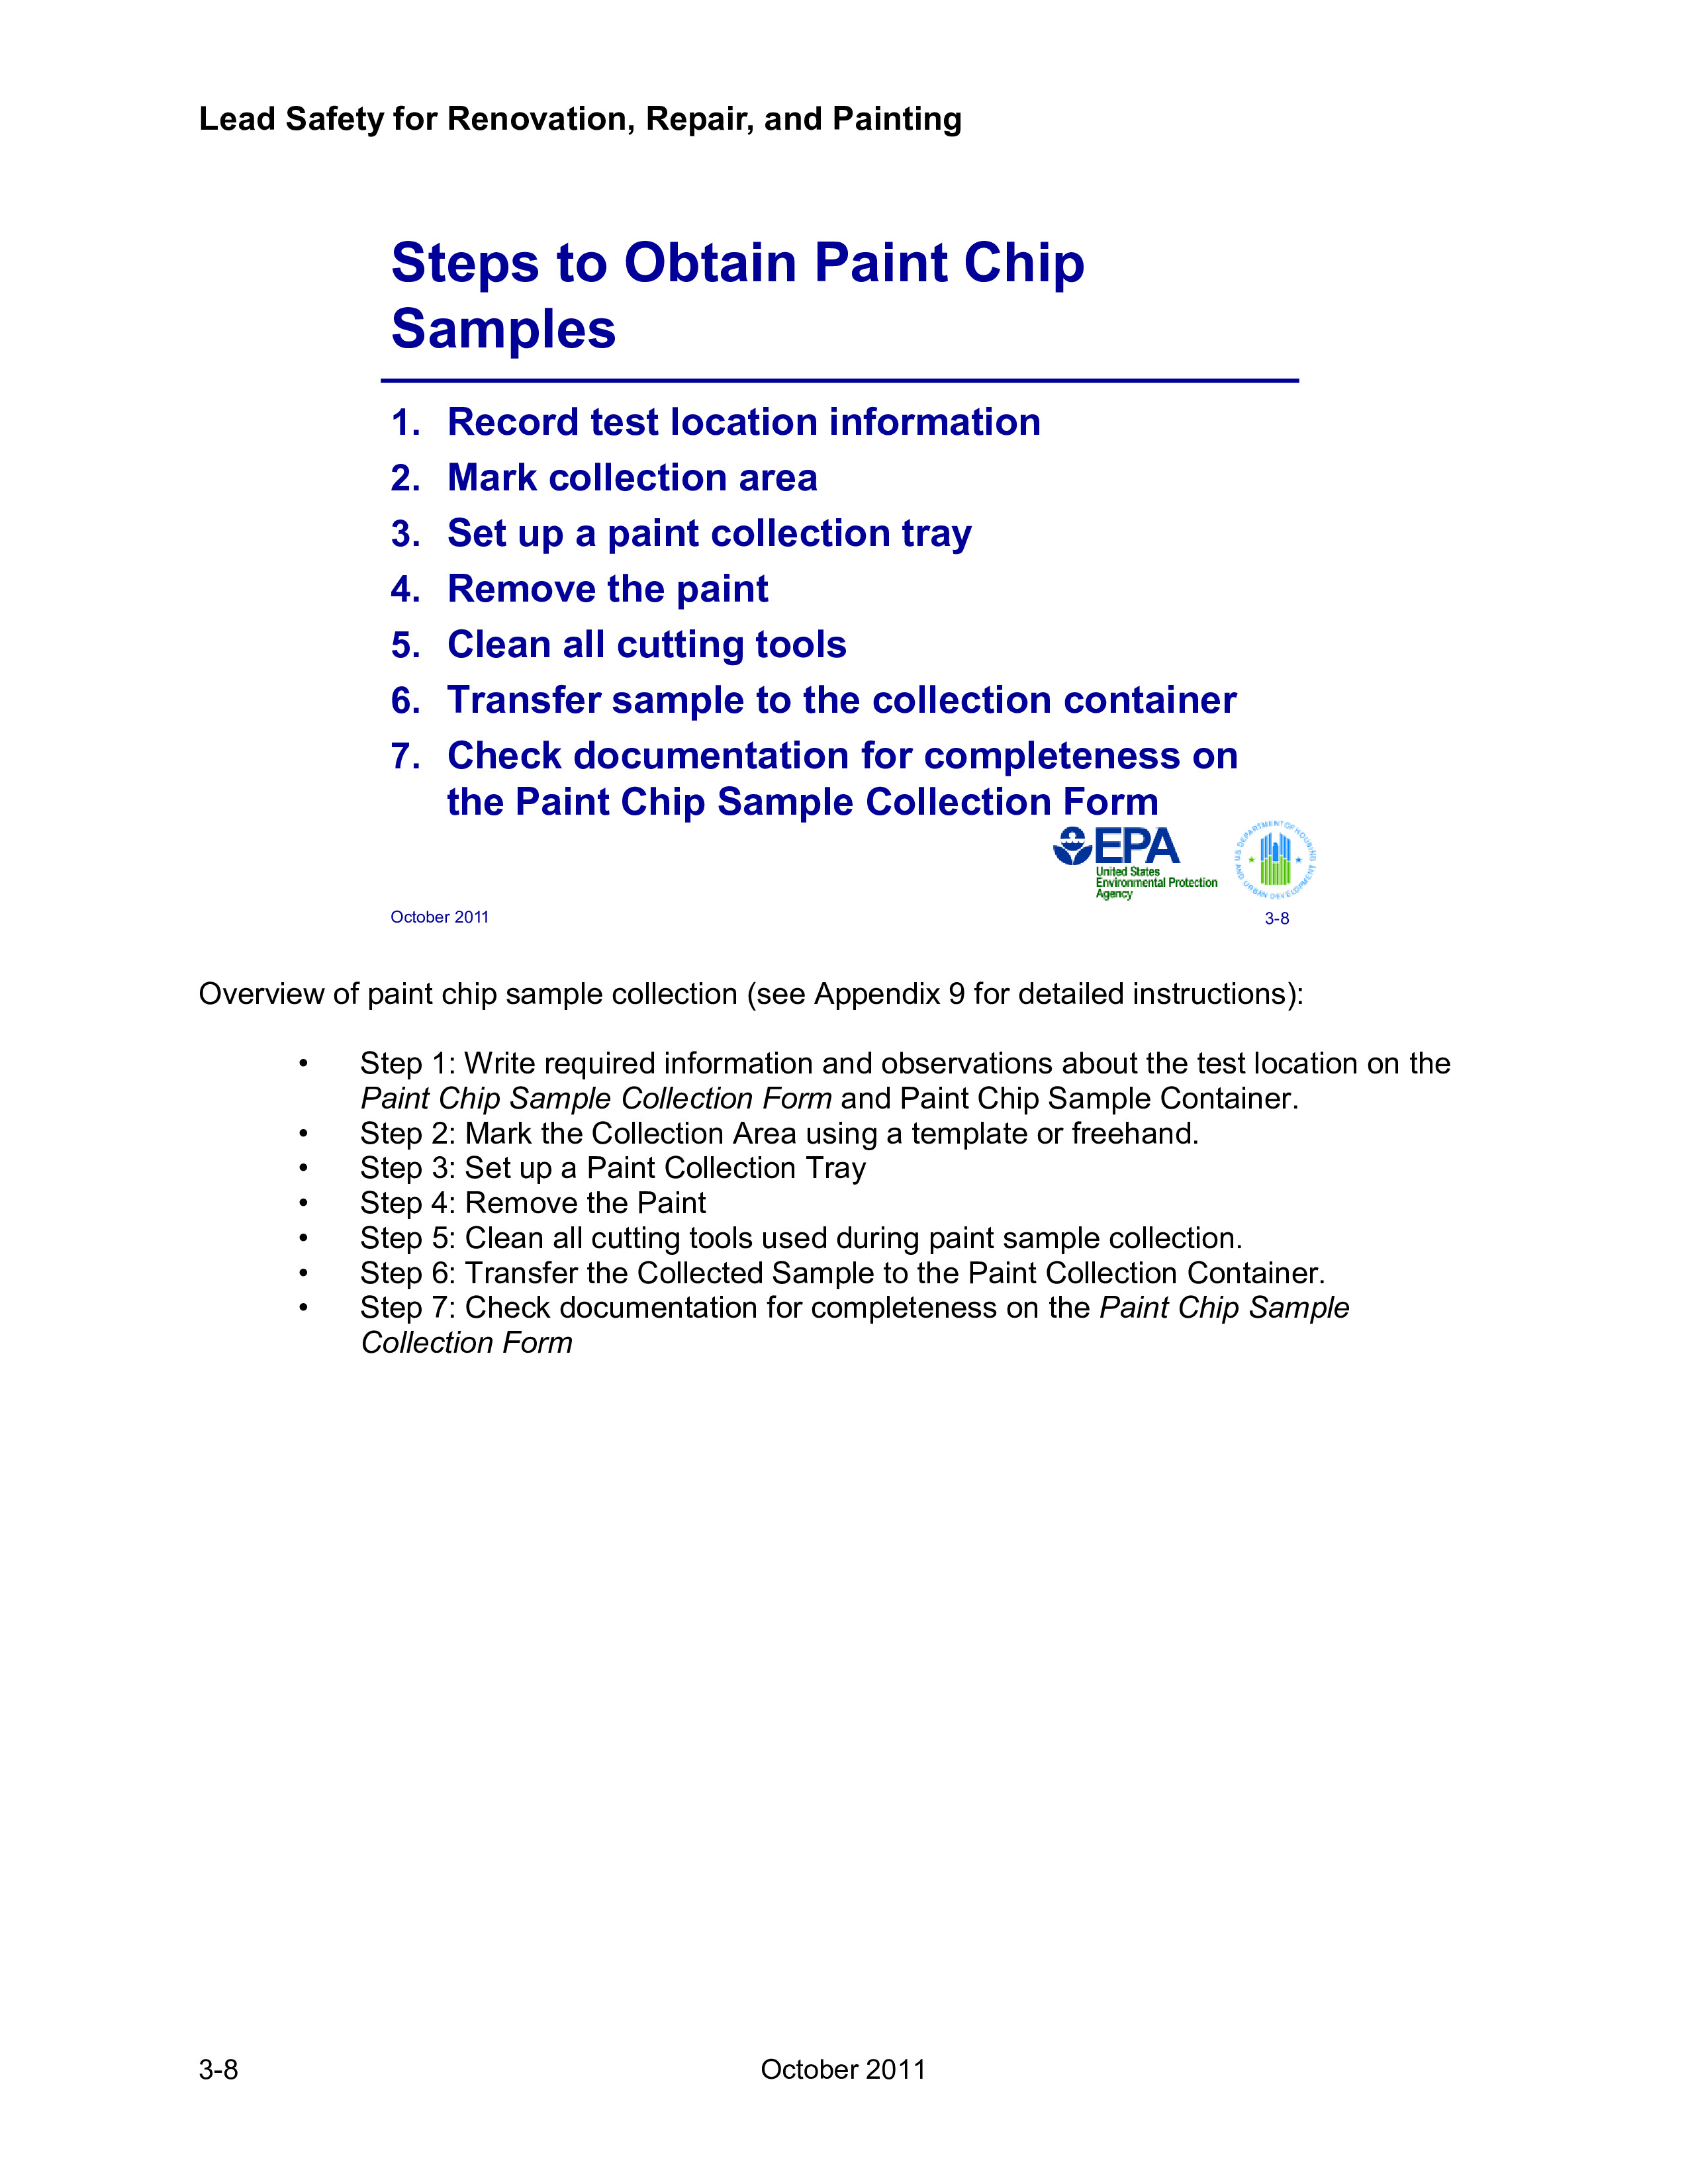 Lead Safety for Renovation, Repair, and Painting
Steps to Obtain Paint Chip
Samples
1. Record test location information
2. Mark collection area
3. Set up a paint collection tray
4. Remove the paint
5. Clean all cutting tools
6. Transfer sample to the collection container
7. Check documentation for completeness on
the Paint Chip Sample Collection Form
EPA
United States
Environmental Protection
Agency
U.S. DEPARTMENT OF HOUSING AND URBAN DEVELOPMENT
October 2011
3-8
Overview of paint chip sample collection (see Appendix 9 for detailed instructions):
• Step 1: Write required information and observations about the test location on the
Paint Chip Sample Collection Form and Paint Chip Sample Container.
• Step 2: Mark the Collection Area using a template or freehand.
• Step 3: Set up a Paint Collection Tray
• Step 4: Remove the Paint
• Step 5: Clean all cutting tools used during paint sample collection.
• Step 6: Transfer the Collected Sample to the Paint Collection Container.
• Step 7: Check documentation for completeness on the Paint Chip Sample
Collection Form
3-8
October 2011